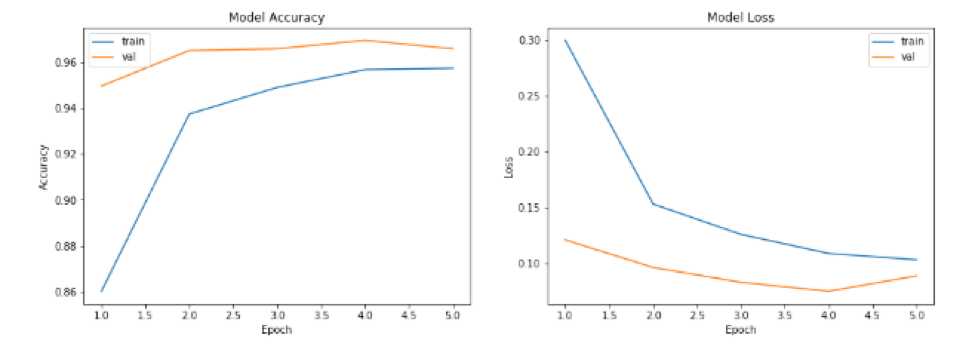 Model Accuracy
train
val
0.96
0.94
0.92
0.90
0.88
0.86
Accuracy
1.0 1.5 2.0 2.5 3.0 3.5 4.0 4.5 5.0
Epoch
Model Loss
train
val
0.30
0.25
0.20
0.15
0.10
Loss
1.0 1.5 2.0 2.5 3.0 3.5 4.0 4.5 5.0
Epoch